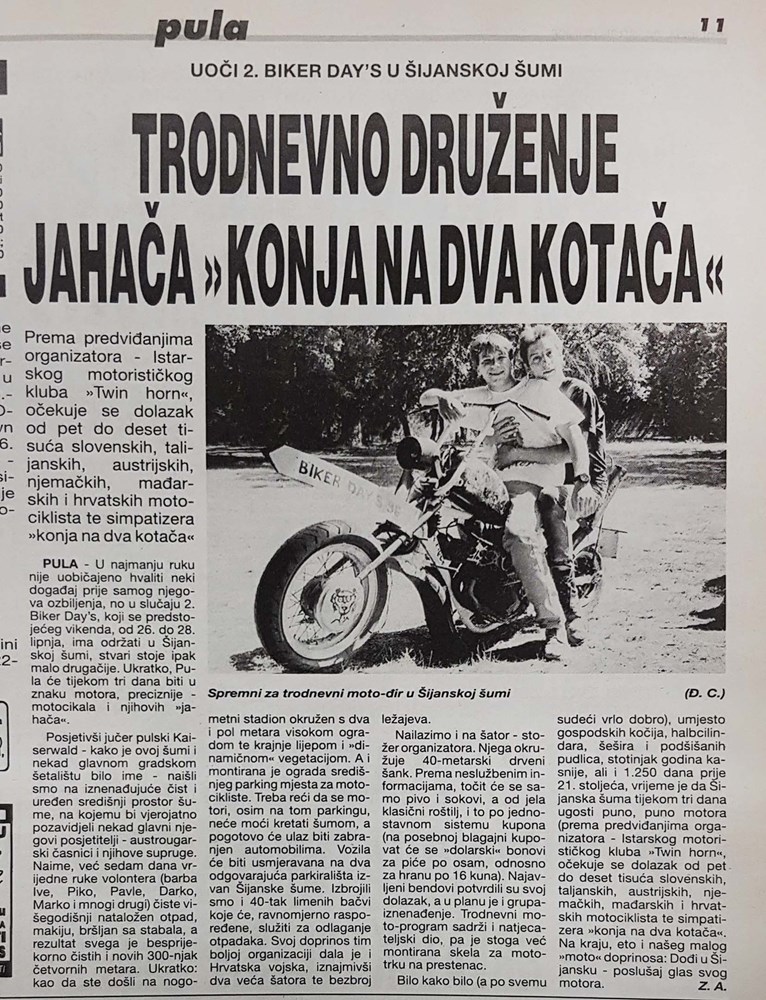 pula
11
UOČI 2. BIKER DAY'S U ŠIJANSKOJ ŠUMI
TRODNEVNO DRUŽENJE
JAHAČA »KONJA NA DVA KOTAČA«
Prema predviđanjima
organizatora - Istar-
skog motorističkog
kluba »Twin horn«,
očekuje se dolazak
od pet do deset ti-
suća slovenskih, tali-
janskih, austrijskih,
njemačkih, mađar-
skih i hrvatskih moto-
ciklista te simpatizera
»konja na dva kotača«
BIKER DAY'S
Spremni za trodnevni moto-đir u Šijanskoj šumi
(Đ. C.)
PULA - U najmanju ruku
nije uobičajeno hvaliti neki
događaj prije samog njego-
va ozbiljenja, no u slučaju 2.
Biker Day's, koji se predsto-
jećeg vikenda, od 26. do 28.
lipnja, ima održati u Šijan-
skoj šumi, stvari stoje ipak
malo drugačije. Ukratko, Pu-
la će tijekom tri dana biti u
znaku motora, preciznije -
motocikala i njihovih »ja-
hača«.
Posjetivši jučer pulski Kai-
serwald - kako je ovoj šumi i
nekad glavnom gradskom
šetalištu bilo ime - naišli
smo na iznenađujuće čist i
uređen središnji prostor šu-
me, na kojemu bi vjerojatno
pozavidjeli nekad glavni nje-
govi posjetitelji - austrougar-
ski časnici i njihove supruge.
Naime, već sedam dana vr-
ijedne ruke volontera (barba
Ive, Piko, Pavle, Darko,
Marko i mnogi drugi) čiste vi-
šegodišnji nataložen otpad,
makiju, bršljan sa stabala, a
rezultat svega je besprije-
korno čistih i novih 300-njak
četvornih metara. Ukratko:
kao da ste došli na nogo-
metni stadion okružen s dva
i pol metara visokom ogra-
dom te krajnje lijepom i »di-
namičnom« vegetacijom. A i
montirana je ograda središ-
njeg parking mjesta za moto-
cikliste. Treba reći da se mo-
tori, osim na tom parkingu,
neće moći kretati šumom, a
pogotovo će ulaz biti zabra-
njen automobilima. Vozila
će biti usmjeravana na dva
odgovarajuća parkirališta iz-
van Šijanske šume. Izbrojili
smo i 40-tak limenih bačvi
koje će, ravnomjerno raspo-
ređene, služiti za odlaganje
otpadaka. Svoj doprinos tim
boljoj organizaciji dala je i
Hrvatska vojska, iznajmivši
dva veća šatora te bezbroj
ležajeva.
Nailazimo i na šator - sto-
žer organizatora. Njega okru-
žuje 40-metarski drveni
šank. Prema neslužbenim in-
formacijama, točit će se sa-
mo pivo i sokovi, a od jela
klasični roštilj, i to po jedno-
stavnom sistemu kupona
(na posebnoj blagajni kupo-
vat će se »dolarski« bonovi
za piće po osam, odnosno
za hranu po 16 kuna). Najav-
ljeni bendovi potvrdili su svoj
dolazak, a u planu je i grupa-
iznenađenje. Trodnevni mo-
to-program sadrži i natjeca-
teljski dio, pa je stoga već
montirana skela za moto-
trku na prestenac.
Bilo kako bilo (a po svemu
sudeći vrlo dobro), umjesto
gospodskih kočija, halbcilin-
dara, šešira i podšišanih
pudlica, stotinjak godina ka-
snije, ali i 1.250 dana prije
21. stoljeća, vrijeme je da Ši-
janska šuma tijekom tri dana
ugosti puno, puno motora
(prema predviđanjima orga-
nizatora - Istarskog motori-
stičkog kluba »Twin horn«,
očekuje se dolazak od pet
do deset tisuća slovenskih,
taljanskih, austrijskih, nje-
mačkih, mađarskih i hrvat-
skih motociklista te simpati-
zera »konja na dva kotača«.
Na kraju, eto i našeg malog
»moto« doprinosa: Dođi u Ši-
jansku - poslušaj glas svog
motora.
Z. A.